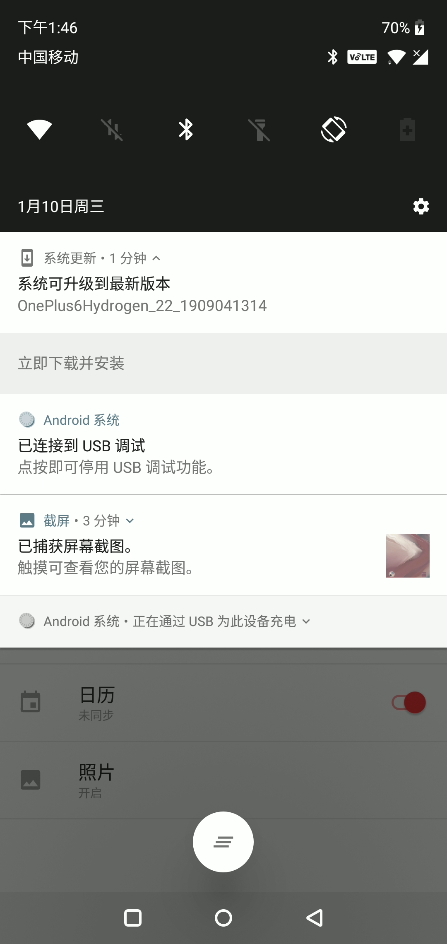 下午1:46
70%
中国移动
VoLTE
1月10日周三
系统更新 • 1 分钟
系统可升级到最新版本
OnePlus6Hydrogen_22_1909041314
立即下载并安装
Android 系统
已连接到 USB 调试
点按即可停用 USB 调试功能。
截屏 • 3 分钟
已捕获屏幕截图。
触摸可查看您的屏幕截图。
Android 系统 • 正在通过 USB 为此设备充电
日历
未同步
照片
开启